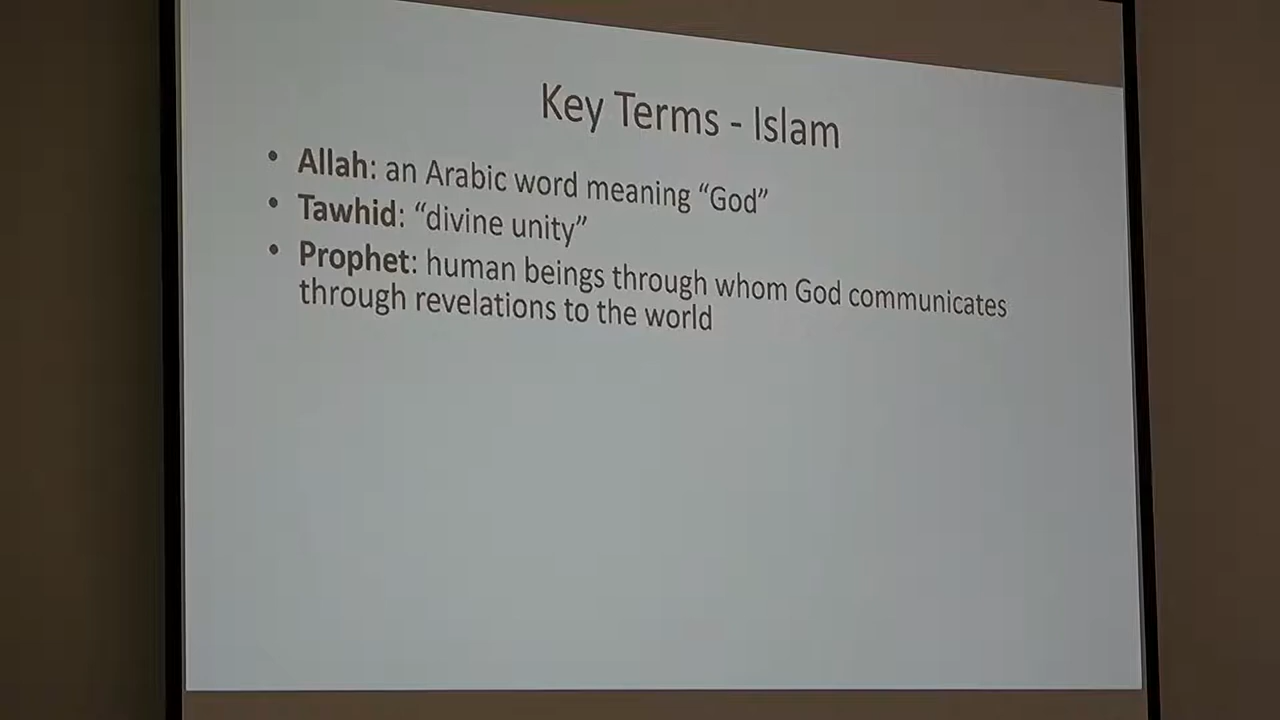 Key Terms - Islam
• Allah: an Arabic word meaning “God”
• Tawhid: “divine unity”
• Prophet: human beings through whom God communicates
through revelations to the world